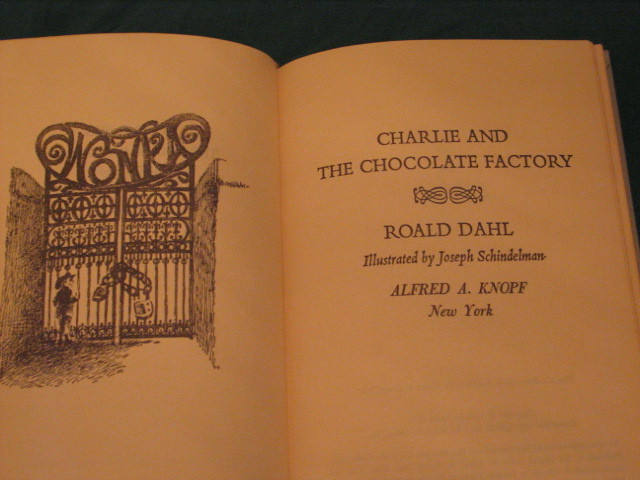 WONKA
CHARLIE AND
THE CHOCOLATE FACTORY
ROALD DAHL
Illustrated by Joseph Schindelman
ALFRED A. KNOPF
New York